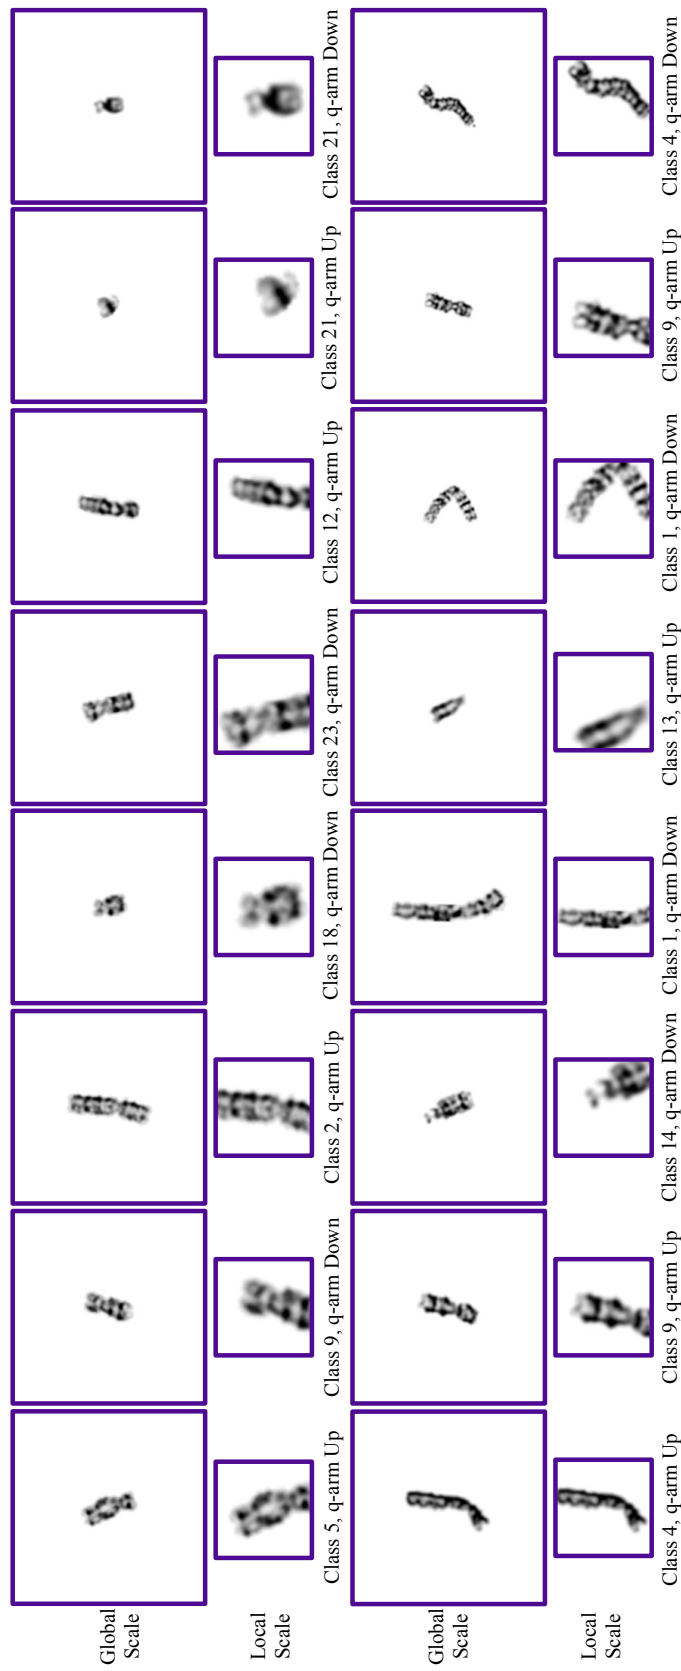 Global
Scale
Local
Scale
Class 5, q-arm Up
Class 9, q-arm Down
Class 2, q-arm Up
Class 18, q-arm Down
Class 23, q-arm Down
Class 12, q-arm Up
Class 21, q-arm Up
Class 21, q-arm Down
Global
Scale
Local
Scale
Class 4, q-arm Up
Class 9, q-arm Up
Class 14, q-arm Down
Class 1, q-arm Down
Class 13, q-arm Up
Class 1, q-arm Down
Class 9, q-arm Up
Class 4, q-arm Down